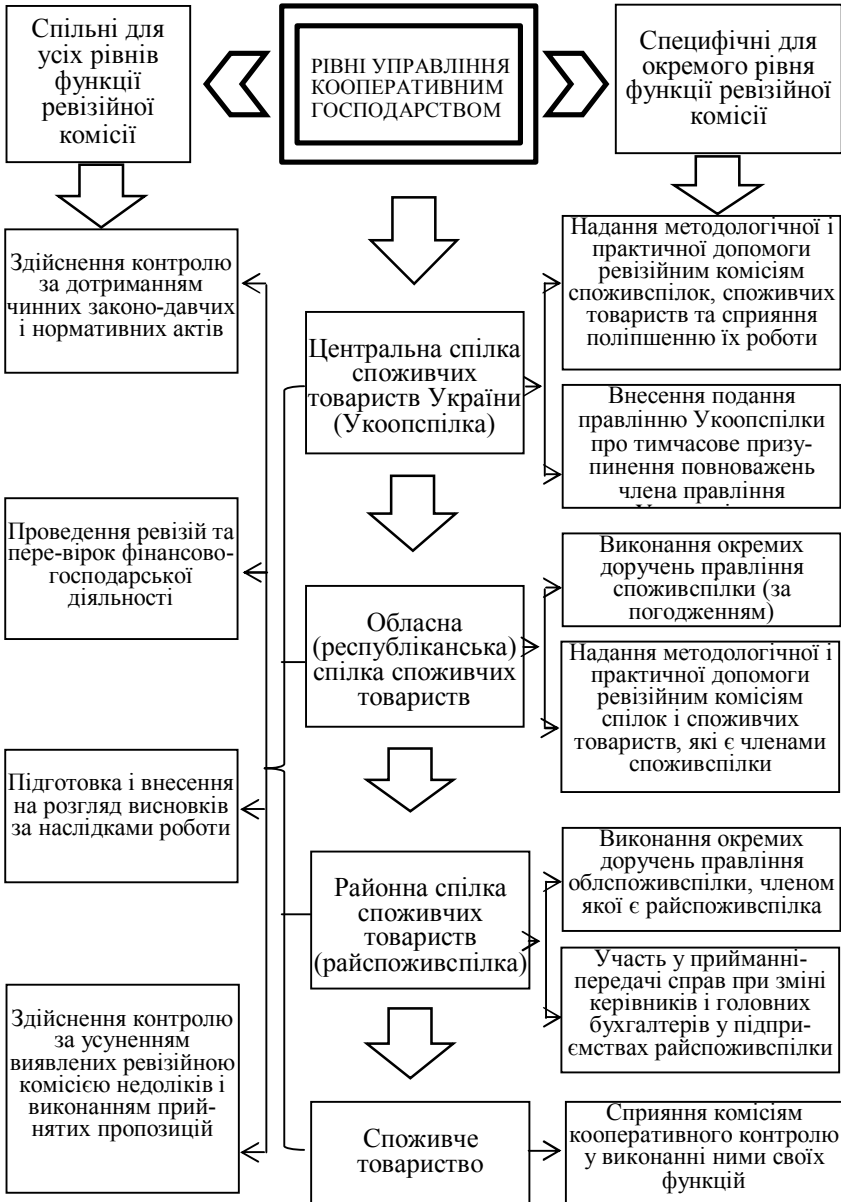 Спільні для
усіх рівнів
функції
ревізійної
комісії
РІВНІ УПРАВЛІННЯ
КООПЕРАТИВНИМ
ГОСПОДАРСТВОМ
Специфічні для
окремого рівня
функції ревізійної
комісії
Здійснення контролю
за дотриманням
чинних законо-давчих
і нормативних актів
Проведення ревізій та
пере-вірок фінансово-
господарської
діяльності
Підготовка і внесення
на розгляд висновків
за наслідками роботи
Здійснення контролю
за усуненням
виявлених ревізійною
комісією недоліків і
виконанням прий-
нятих пропозицій
Центральна спілка
споживчих
товариств України
(Укоопспілка)
Обласна
(республіканська)
спілка споживчих
товариств
Районна спілка
споживчих
товариств
(райспоживспілка)
Споживче
товариство
Надання методологічної і
практичної допомоги
ревізійним комісіям
споживспілок, споживчих
товариств та сприяння
поліпшенню їх роботи
Внесення подання
правлінню Укоопспілки
про тимчасове призу-
пинення повноважень
члена правління
Виконання окремих
доручень правління
споживспілки (за
погодженням)
Надання методологічної і
практичної допомоги
ревізійним комісіям
спілок і споживчих
товариств, які є членами
споживспілки
Виконання окремих
доручень правління
облспоживспілки, членом
якої є райспоживспілка
Участь у прийманні-
передачі справ при зміні
керівників і головних
бухгалтерів у підпри-
ємствах райспоживспілки
Сприяння комісіям
кооперативного контролю
у виконанні ними своїх
функцій